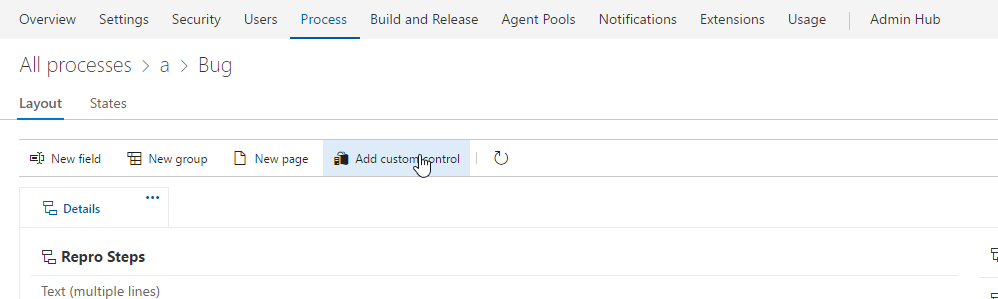 Overview Settings Security Users Process Build and Release Agent Pools Notifications Extensions Usage Admin Hub
All processes > a > Bug
Layout States
New field New group New page Add custom control
Details ...
Repro Steps
Text (multiple lines)